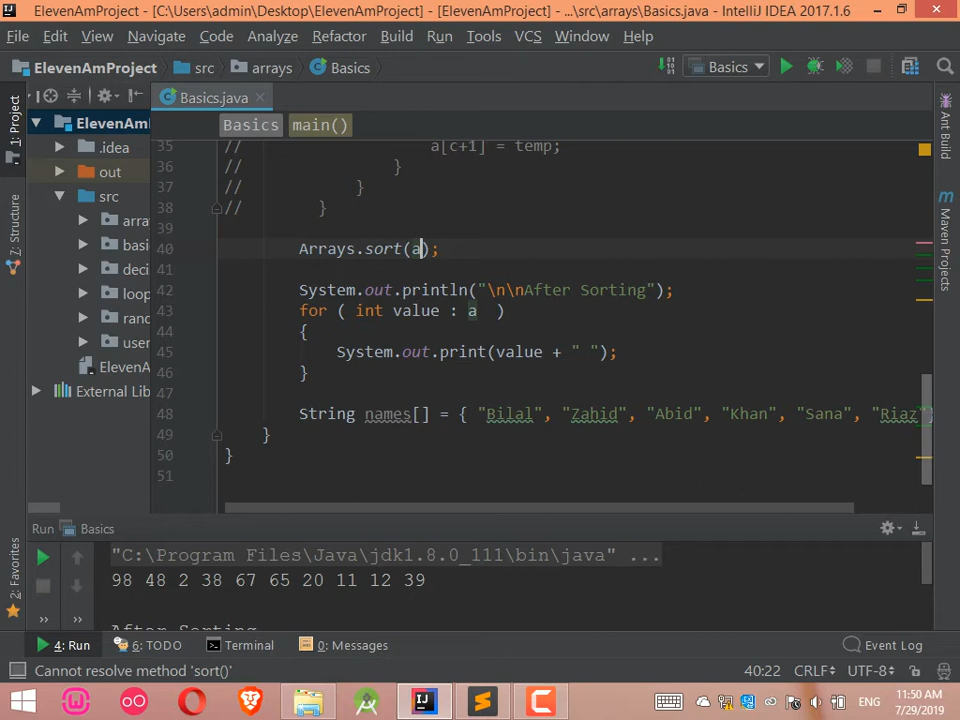 ElevenAmProject - [C:\Users\admin\Desktop\ElevenAmProject] - [ElevenAmProject] - ...\src\arrays\Basics.java - IntelliJ IDEA 2017.1.6
File Edit View Navigate Code Analyze Refactor Build Run Tools VCS Window Help
ElevenAmProject src arrays Basics Basics
Basics.java
ElevenAmP
Basics main()
.idea
out
src
array
basi
deci
loop
rand
user
ElevenA
External Lib
1: Project
7: Structure
2: Favorites
Ant Build
Maven Projects
35 // a[c+1] = temp;
36 // }
37 // }
38 // }
39
40 Arrays.sort(a);
41
42 System.out.println("\n\nAfter Sorting");
43 for ( int value : a )
44 {
45 System.out.print(value + " ");
46 }
47
48 String names[] = { "Bilal", "Zahid", "Abid", "Khan", "Sana", "Riaz"}
49 }
50 }
51
Run Basics
"C:\Program Files\Java\jdk1.8.0_111\bin\java" ...
98 48 2 38 67 65 20 11 12 39
After Sorting
4: Run 6: TODO Terminal 0: Messages Event Log
Cannot resolve method 'sort()' 40:22 CRLF UTF-8
ENG 11:50 AM
7/29/2019